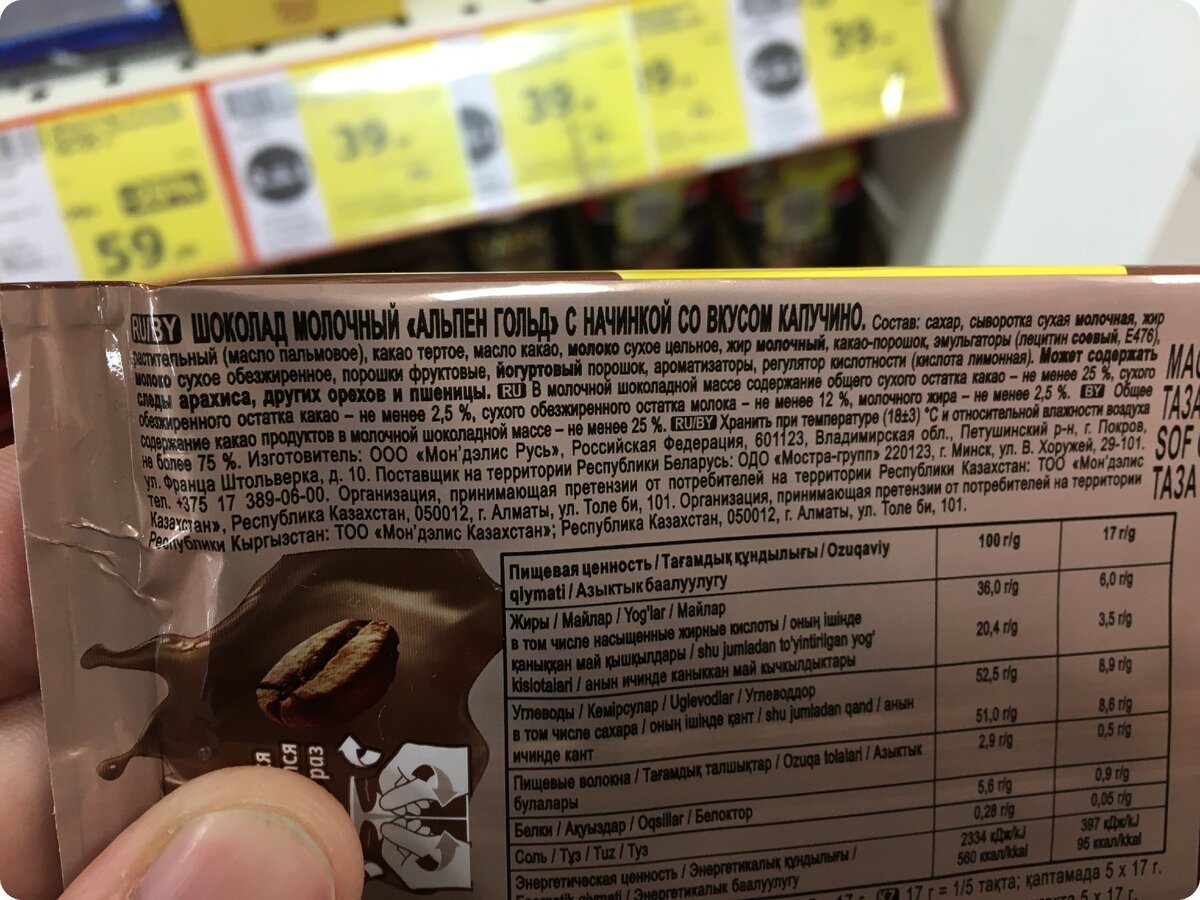 39
39
9.
39
59
RU/BY ШОКОЛАД МОЛОЧНЫЙ «АЛЬПЕН ГОЛЬД» С НАЧИНКОЙ СО ВКУСОМ КАПУЧИНО. Состав: сахар, сыворотка сухая молочная, жир
растительный (масло пальмовое), какао тертое, масло какао, молоко сухое цельное, жир молочный, какао-порошок, эмульгаторы (лецитин соевый, Е476),
молоко сухое обезжиренное, порошки фруктовые, йогуртовый порошок, ароматизаторы, регулятор кислотности (кислота лимонная). Может содержать
следы арахиса, других орехов и пшеницы. RU В молочной шоколадной массе содержание общего сухого остатка какао – не менее 25 %, сухого
обезжиренного остатка какао – не менее 2,5 %, сухого обезжиренного остатка молока – не менее 12 %, молочного жира – не менее 2,5 %. BY Общее
содержание какао продуктов в молочной шоколадной массе – не менее 25 %. RU/BY Хранить при температуре (18±3) °С и относительной влажности воздуха
не более 75 %. Изготовитель: ООО «Мон’дэлис Русь», Российская Федерация, 601123, Владимирская обл., Петушинский р-н, г. Покров,
ул. Франца Штольверка, д. 10. Поставщик на территории Республики Беларусь: ОДО «Мостра-групп» 220123, г. Минск, ул. В. Хоружей, 29-101.
тел. +375 17 389-06-00. Организация, принимающая претензии от потребителей на территории Республики Казахстан: ТОО «Мон’дэлис
Казахстан», Республика Казахстан, 050012, г. Алматы, ул. Толе би, 101. Организация, принимающая претензии от потребителей на территории
Республики Кыргызстан: ТОО «Мон’дэлис Казахстан»; Республика Казахстан, 050012, г. Алматы, ул. Толе би, 101.
ТАЗА
SOF
ТАЗА
Пищевая ценность / Тағамдық құндылығы / Ozuqaviy 100 г/g 17 г/g
qiymati / Азыктык баалуулугу
Жиры / Майлар / Yog'lar / Майлар 36,0 г/g 6,0 г/g
в том числе насыщенные жирные кислоты / оның ішінде 20,4 г/g 3,5 г/g
қаныққан май қышқылдары / shu jumladan to'yintirilgan yog'
kislotalari / анын ичинде каныккан май кычкылдыктары
Углеводы / Көмірсулар / Uglevodlar / Углеводдор 52,5 г/g 8,9 г/g
в том числе сахара / оның ішінде қант / shu jumladan qand / анын 51,0 г/g 8,6 г/g
ичинде кант
Пищевые волокна / Тағамдық талшықтар / Ozuqa tolalari / Азыктык 2,9 г/g 0,5 г/g
булалары
Белки / Ақуыздар / Oqsillar / Белоктор 5,6 г/g 0,9 г/g
Соль / Тұз / Tuz / Туз 0,28 г/g 0,05 г/g
Энергетическая ценность / Энергетикалық құндылығы / 2334 кДж/kJ 397 кДж/kJ
qiymati / Энергетикалык баалуулугу 560 ккал/kkal 95 ккал/kkal
KZ 17 г = 1/5 тақта; қаптамада 5 x 17 г.
5 x 17 г.
раз